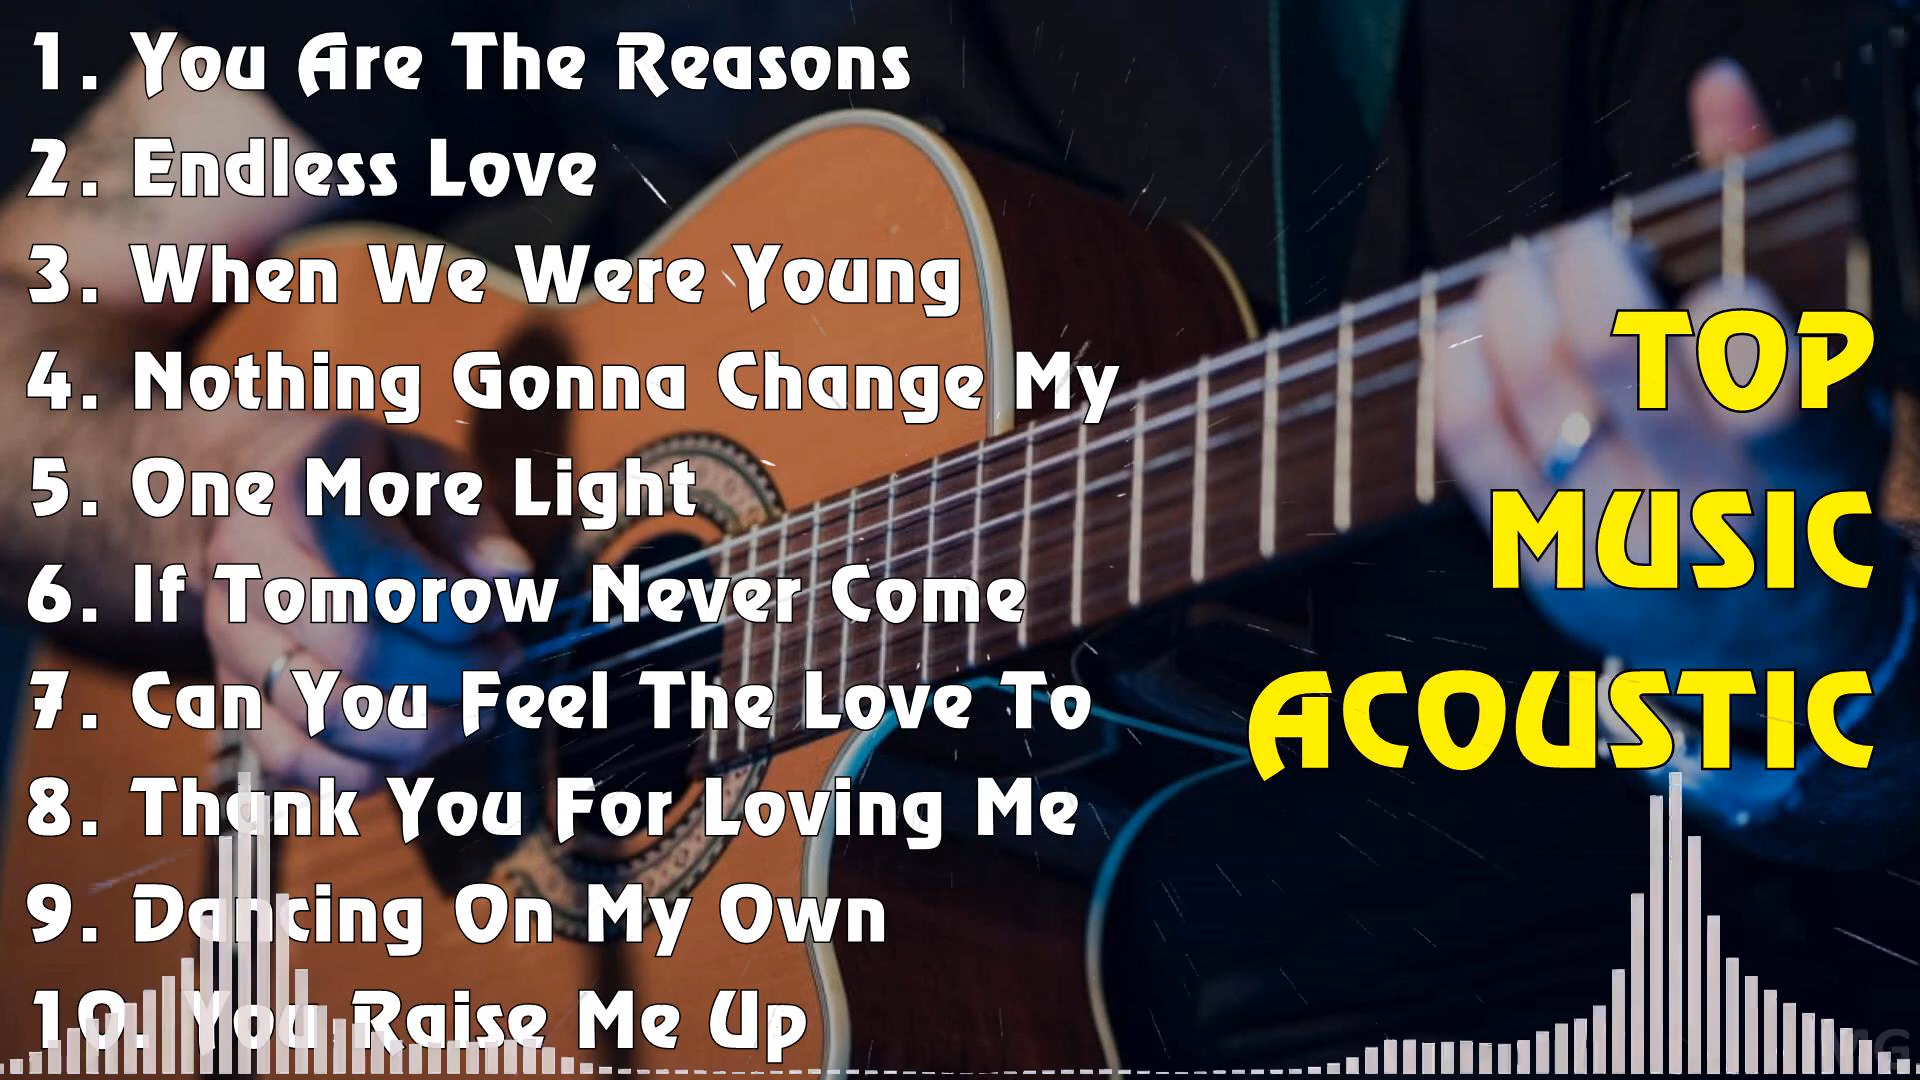 1. You Are The Reasons
2. Endless Love
3. When We Were Young
4. Nothing Gonna Change My
5. One More Light
6. If Tomorow Never Come
7. Can You Feel The Love To
8. Thank You For Loving Me
9. Dancing On My Own
10. You Raise Me Up
TOP
MUSIC
ACOUSTIC